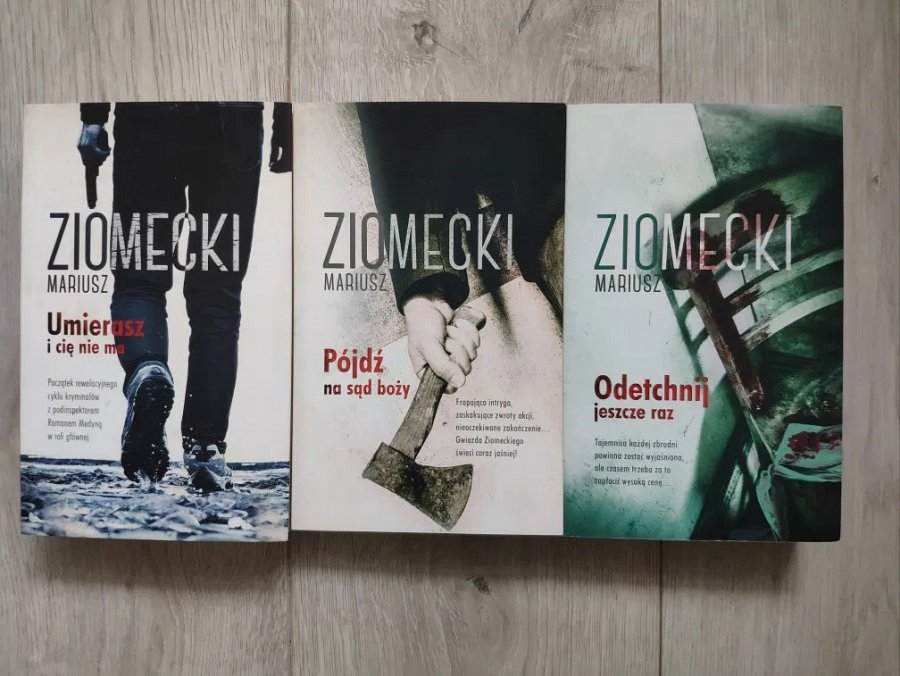 ZIOMECKI
MARIUSZ
Umierasz
i cię nie ma
Początek rewelacyjnego
cyklu kryminałów
z podinspektorem
Romanem Medyną
w roli głównej.
ZIOMECKI
MARIUSZ
Pójdź
na sąd boży
Frapująca intryga,
zaskakujące zwroty akcji,
nieoczekiwane zakończenie...
Gwiazda Ziomeckiego
świeci coraz jaśniej!
ZIOMECKI
MARIUSZ
Odetchnij
jeszcze raz
Tajemnica każdej zbrodni
powinna zostać wyjaśniona,
ale czasem trzeba za to
zapłacić wysoką cenę...